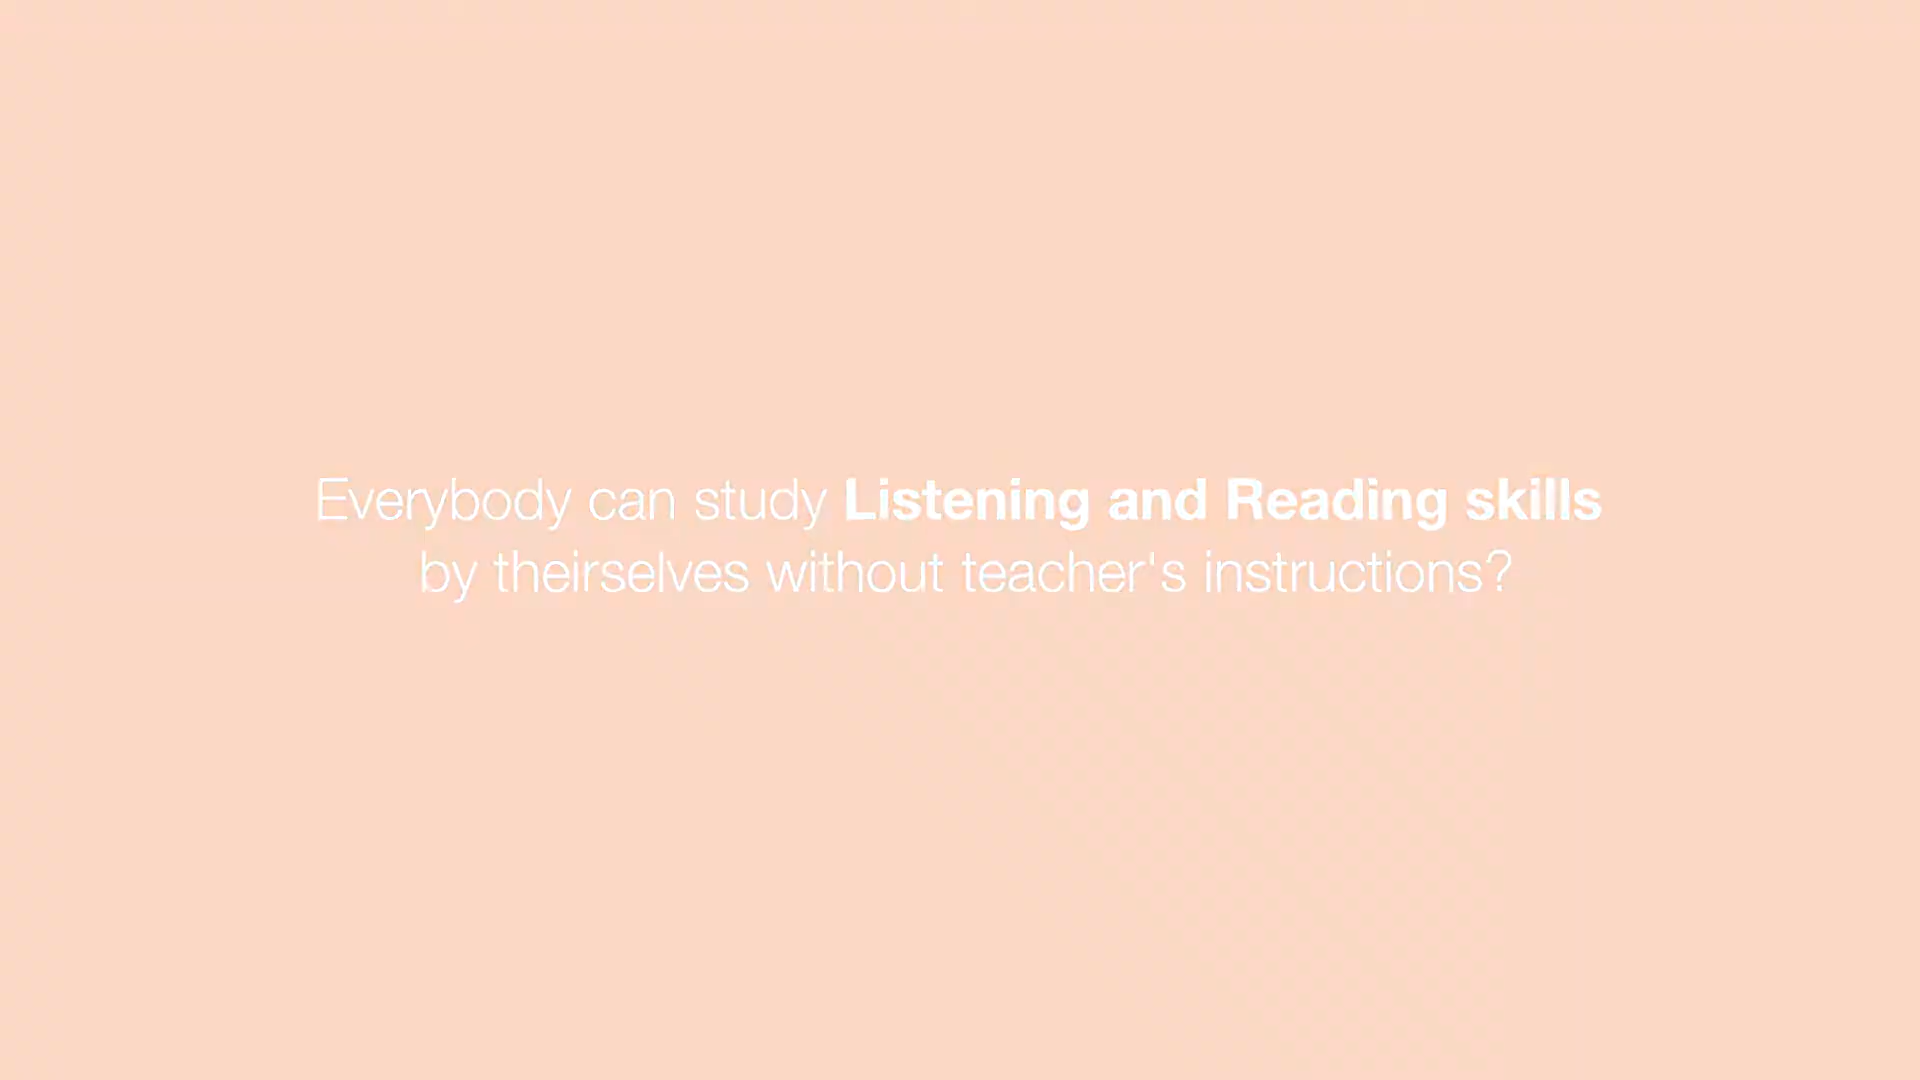 Everybody can study Listening and Reading skills
by theirselves without teacher's instructions?